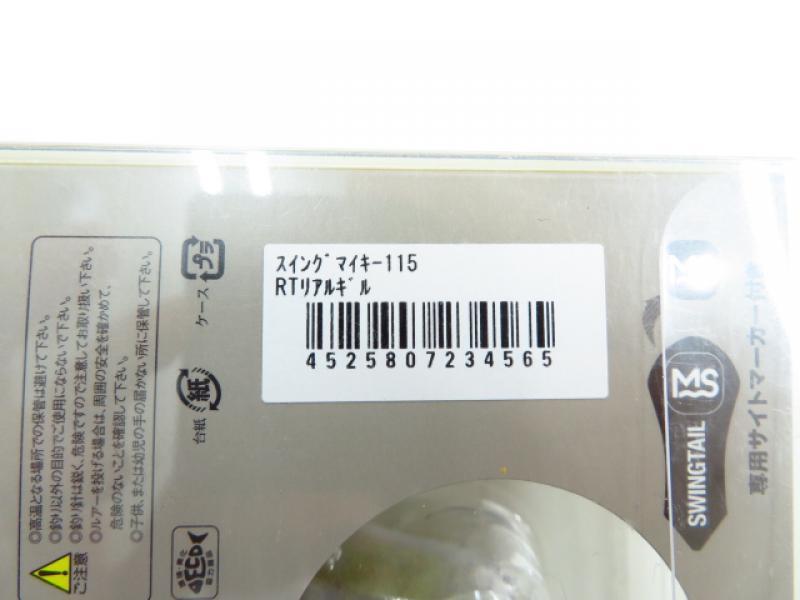 スイングマイキー115
RTリアルギル
4525807234565
プラ
ケース
紙
台紙
ご注意
◎高温となる場所での保管は避けて下さい。
◎釣り以外の目的でご使用にならないで下さい。
◎釣り針は鋭く、危険ですので注意してお取り扱い下さい。
◎ルアーを投げる場合は、周囲の安全を確かめて、
危険のないことを確認して下さい。
◎子供、または幼児の手の届かない所に保管して下さい。
MS
SWINGTAIL
専用サイトマーカー付き